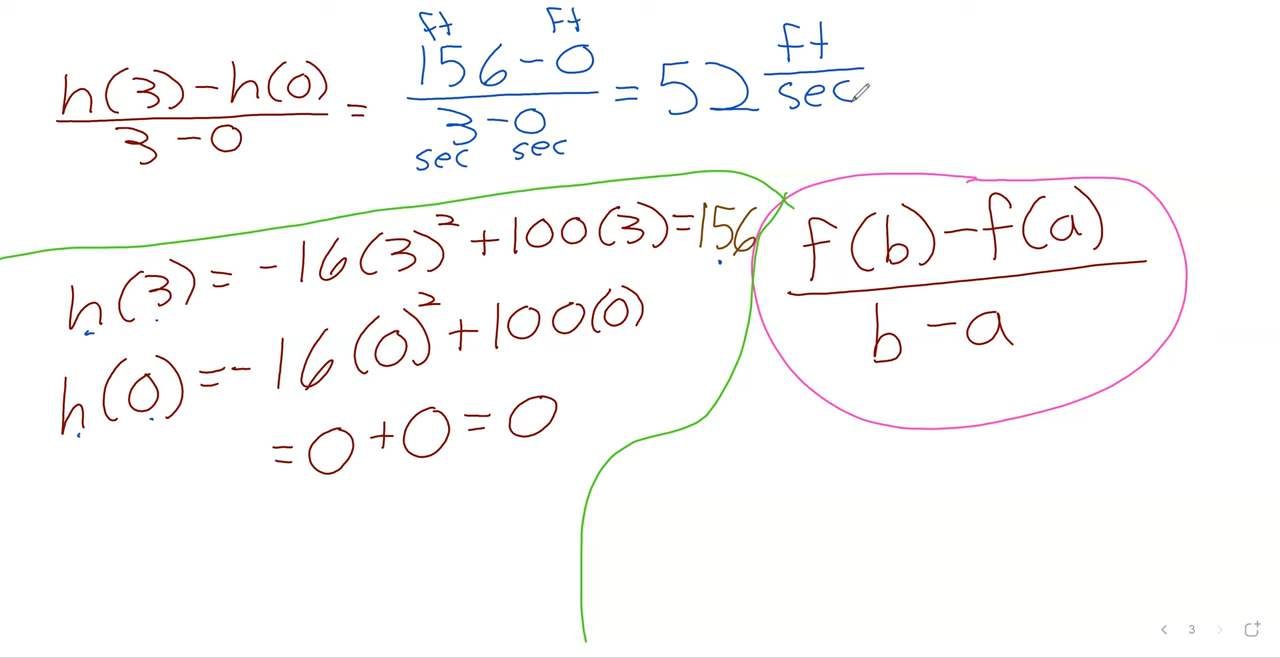 ft Ft
h(3)-h(0) = 156-0 = 52 ft
3-0 3-0 sec
sec sec
h(3) = -16(3)² + 100(3) = 156
h(0) = -16(0)² + 100(0)
= 0 + 0 = 0
f(b) - f(a)
b - a
3